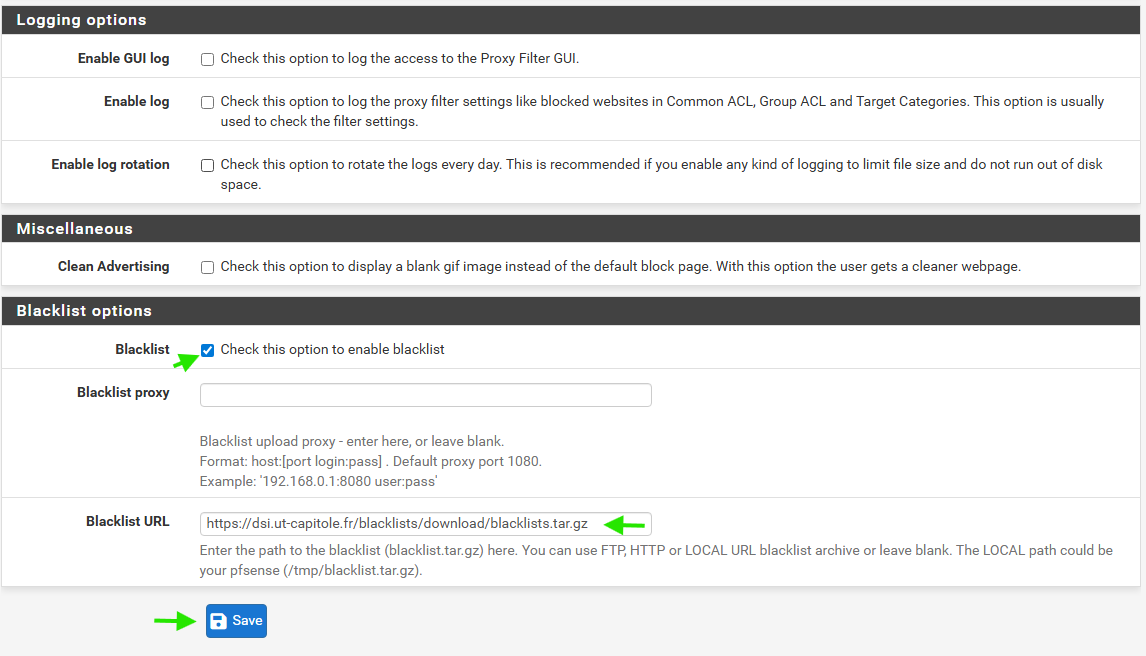 Logging options
Enable GUI log
Check this option to log the access to the Proxy Filter GUI.
Enable log
Check this option to log the proxy filter settings like blocked websites in Common ACL, Group ACL and Target Categories. This option is usually
used to check the filter settings.
Enable log rotation
Check this option to rotate the logs every day. This is recommended if you enable any kind of logging to limit file size and do not run out of disk
space.
Miscellaneous
Clean Advertising
Check this option to display a blank gif image instead of the default block page. With this option the user gets a cleaner webpage.
Blacklist options
Blacklist
Check this option to enable blacklist
Blacklist proxy
Blacklist upload proxy - enter here, or leave blank.
Format: host:[port login:pass] . Default proxy port 1080.
Example: '192.168.0.1:8080 user:pass'
Blacklist URL
https://dsi.ut-capitole.fr/blacklists/download/blacklists.tar.gz
Enter the path to the blacklist (blacklist.tar.gz) here. You can use FTP, HTTP or LOCAL URL blacklist archive or leave blank. The LOCAL path could be
your pfsense (/tmp/blacklist.tar.gz).
Save